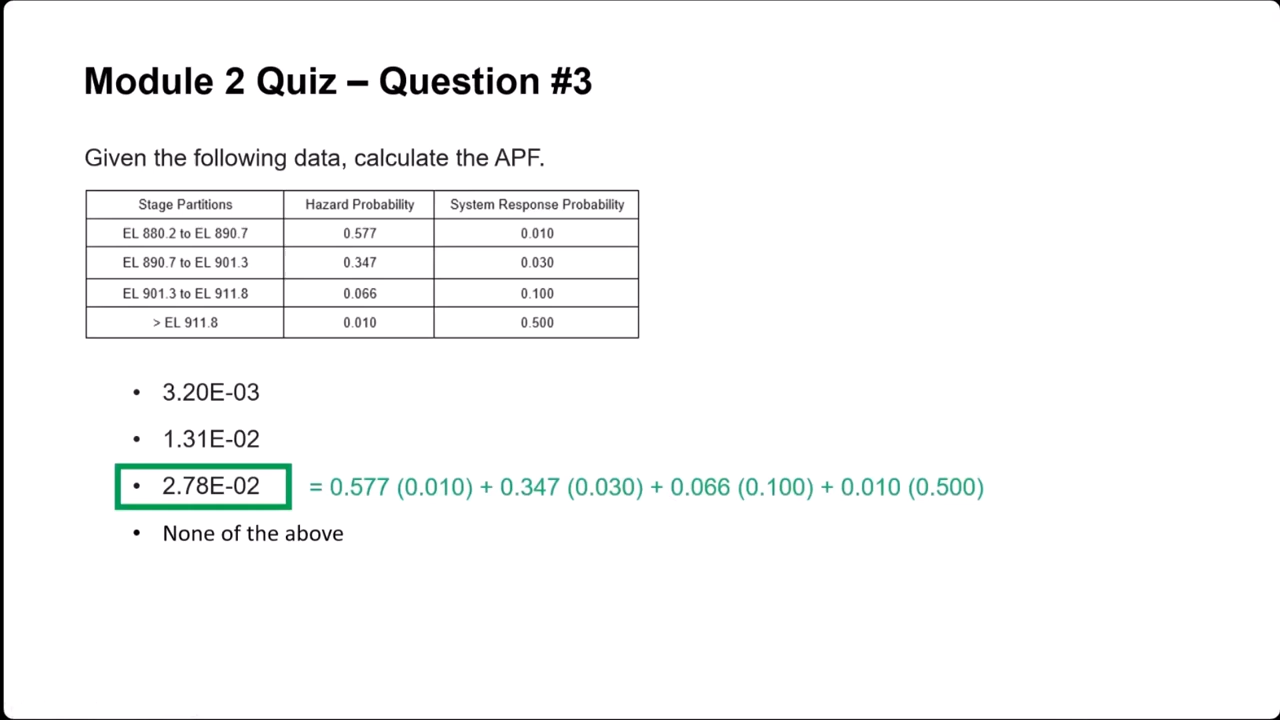 Module 2 Quiz – Question #3
Given the following data, calculate the APF.
Stage Partitions Hazard Probability System Response Probability
EL 880.2 to EL 890.7 0.577 0.010
EL 890.7 to EL 901.3 0.347 0.030
EL 901.3 to EL 911.8 0.066 0.100
> EL 911.8 0.010 0.500
• 3.20E-03
• 1.31E-02
• 2.78E-02 = 0.577 (0.010) + 0.347 (0.030) + 0.066 (0.100) + 0.010 (0.500)
• None of the above